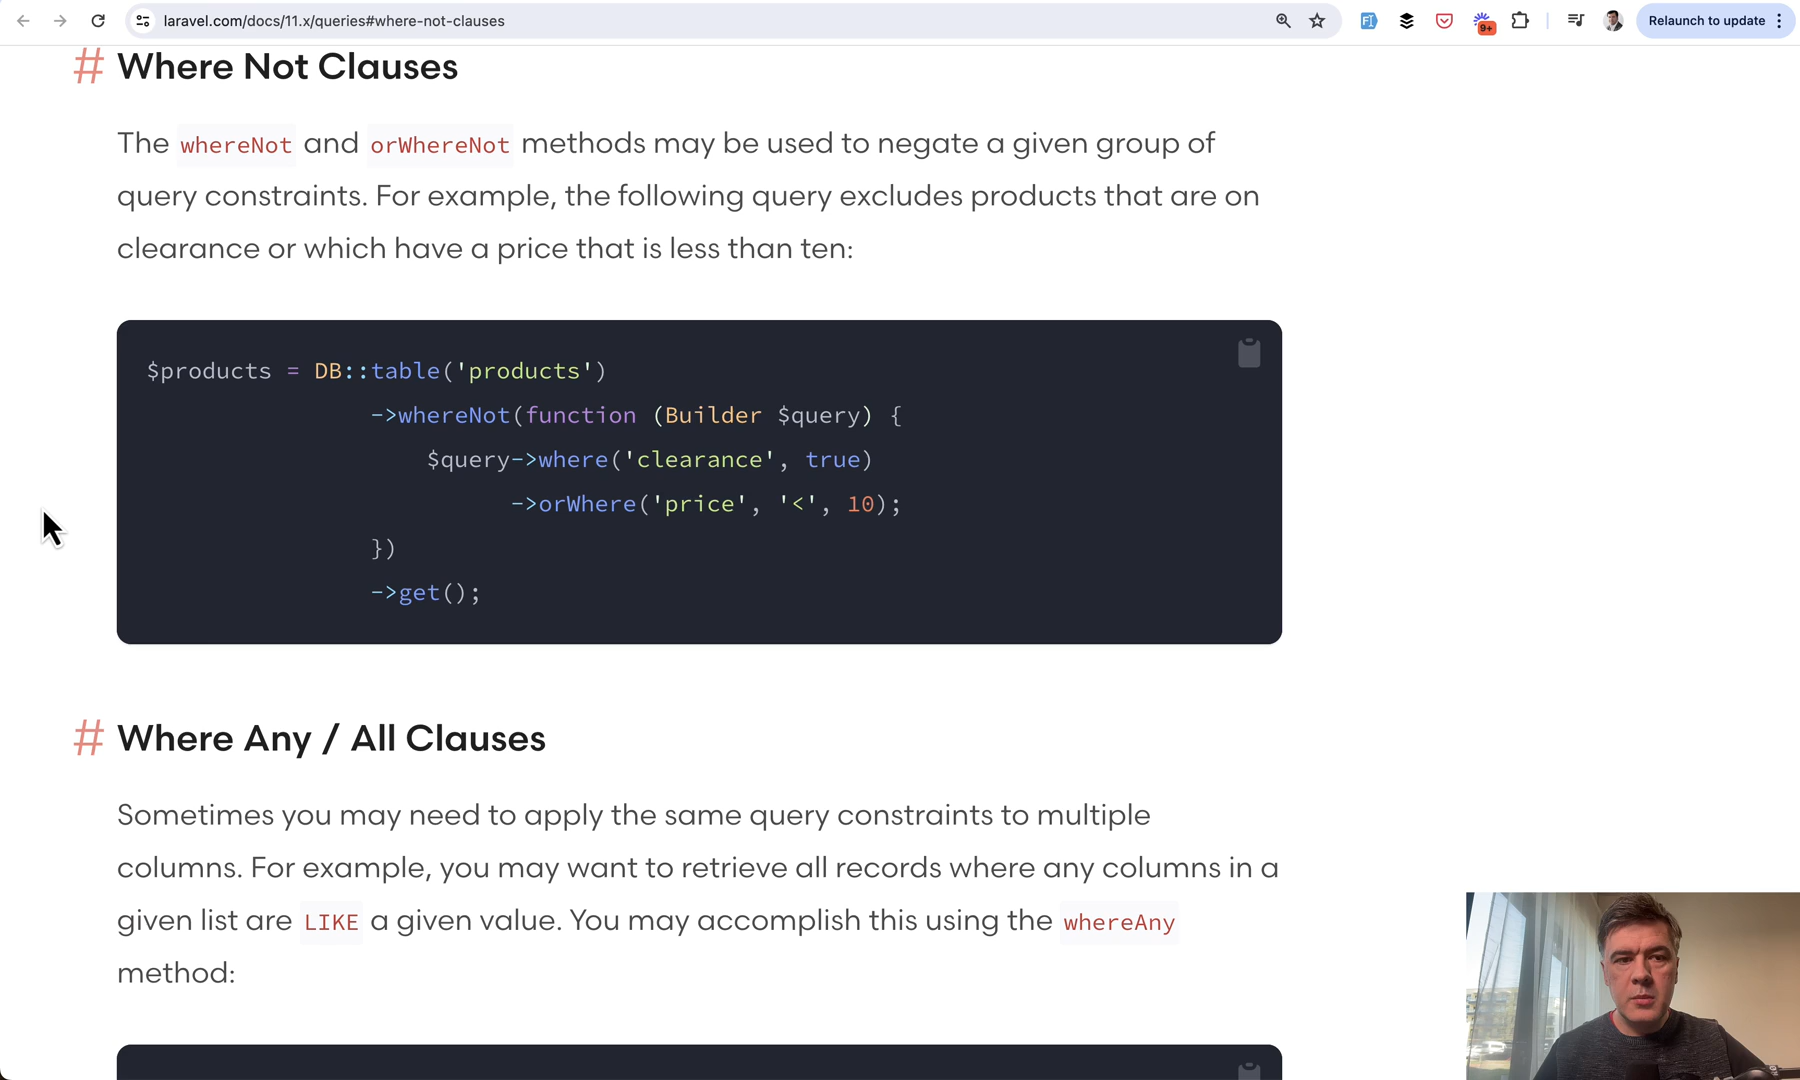 laravel.com/docs/11.x/queries#where-not-clauses
9+
Relaunch to update
# Where Not Clauses
The whereNot and orWhereNot methods may be used to negate a given group of
query constraints. For example, the following query excludes products that are on
clearance or which have a price that is less than ten:
$products = DB::table('products')
->whereNot(function (Builder $query) {
$query->where('clearance', true)
->orWhere('price', '<', 10);
})
->get();
# Where Any / All Clauses
Sometimes you may need to apply the same query constraints to multiple
columns. For example, you may want to retrieve all records where any columns in a
given list are LIKE a given value. You may accomplish this using the whereAny
method: